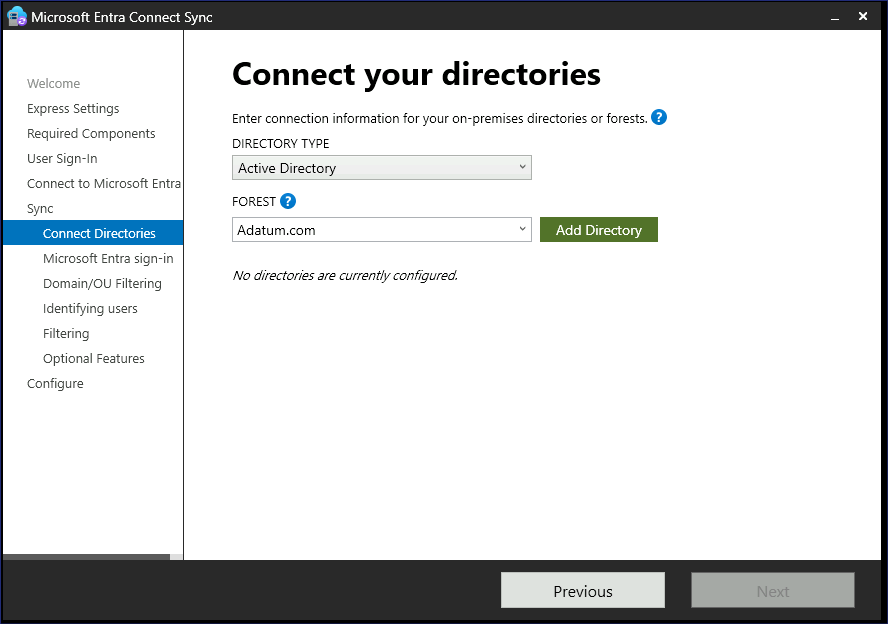 Microsoft Entra Connect Sync
Welcome
Express Settings
Required Components
User Sign-In
Connect to Microsoft Entra
Sync
Connect Directories
Microsoft Entra sign-in
Domain/OU Filtering
Identifying users
Filtering
Optional Features
Configure
Connect your directories
Enter connection information for your on-premises directories or forests. ?
DIRECTORY TYPE
Active Directory
FOREST ?
Adatum.com
Add Directory
No directories are currently configured.
Previous
Next